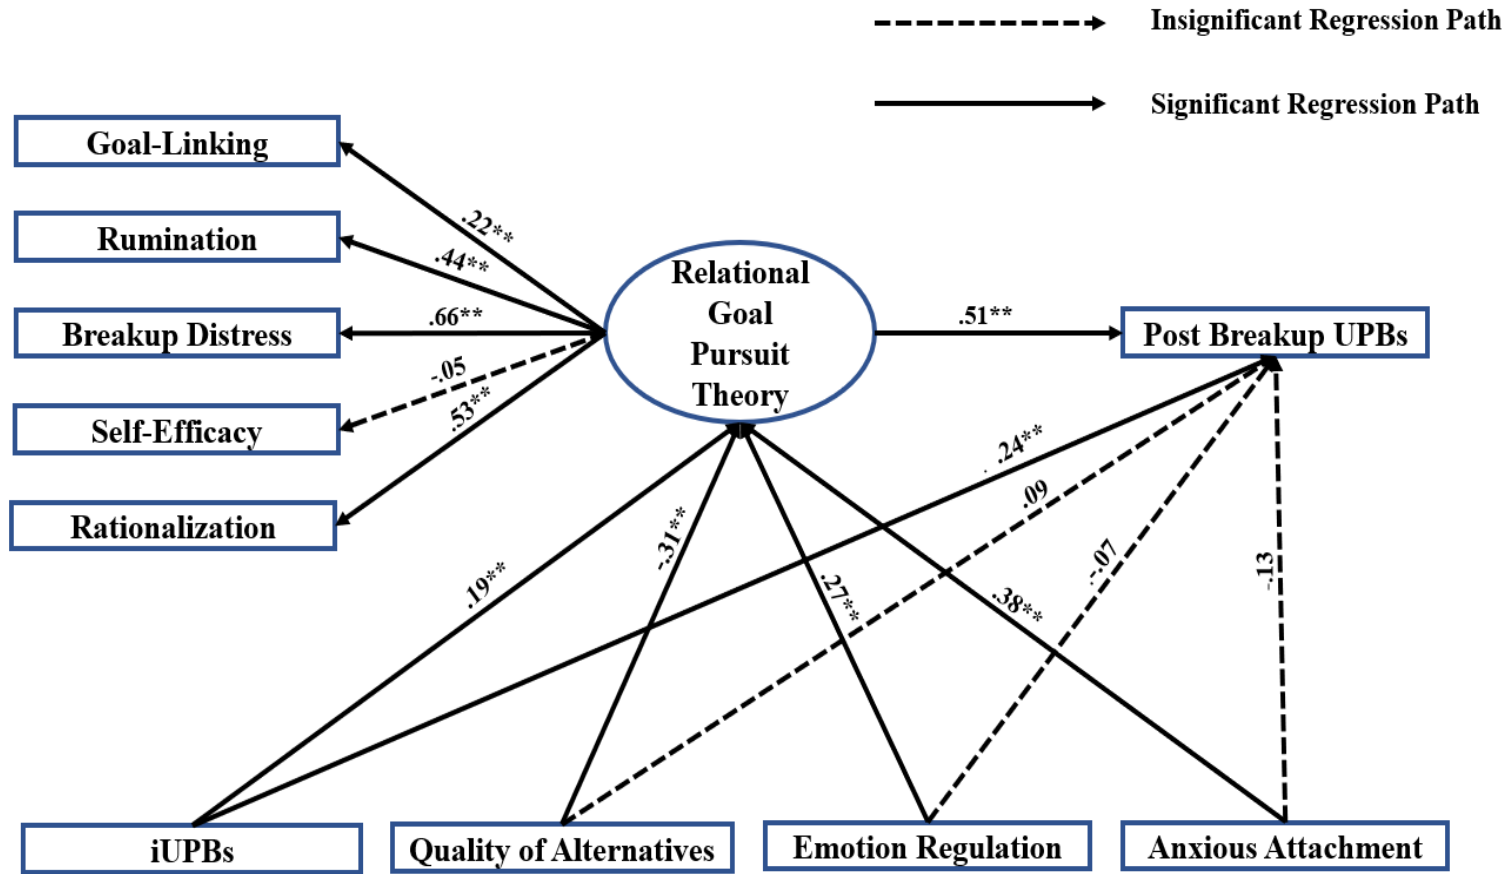 Insignificant Regression Path
Significant Regression Path
Goal-Linking
Rumination
Breakup Distress
Self-Efficacy
Rationalization
.22**
.44**
.66**
-.05
.53**
Relational
Goal
Pursuit
Theory
.51**
Post Breakup UPBs
.24**
.09
-.07
-.13
.19**
-.31**
.27**
.38**
iUPBs
Quality of Alternatives
Emotion Regulation
Anxious Attachment